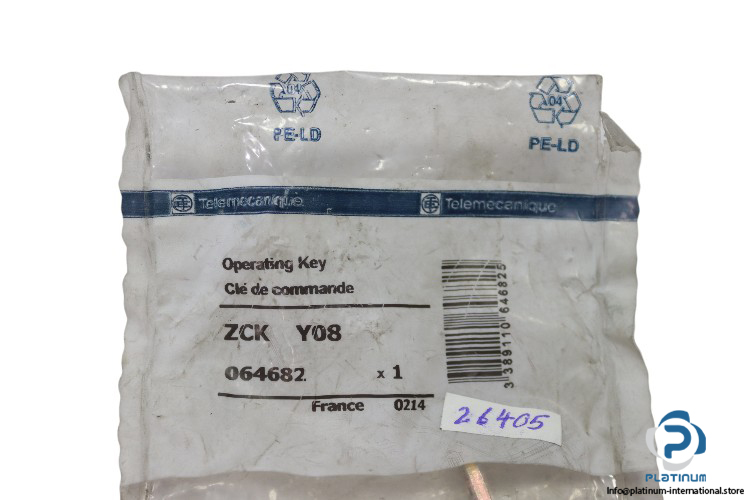 04
PE-LD
04
PE-LD
Telemecanique
Telemecanique
Operating Key
Clé de commande
ZCK Y08
064682
x 1
France 0214
3 389110 646825
26405
PLATINUM
Info@platinum-international.store